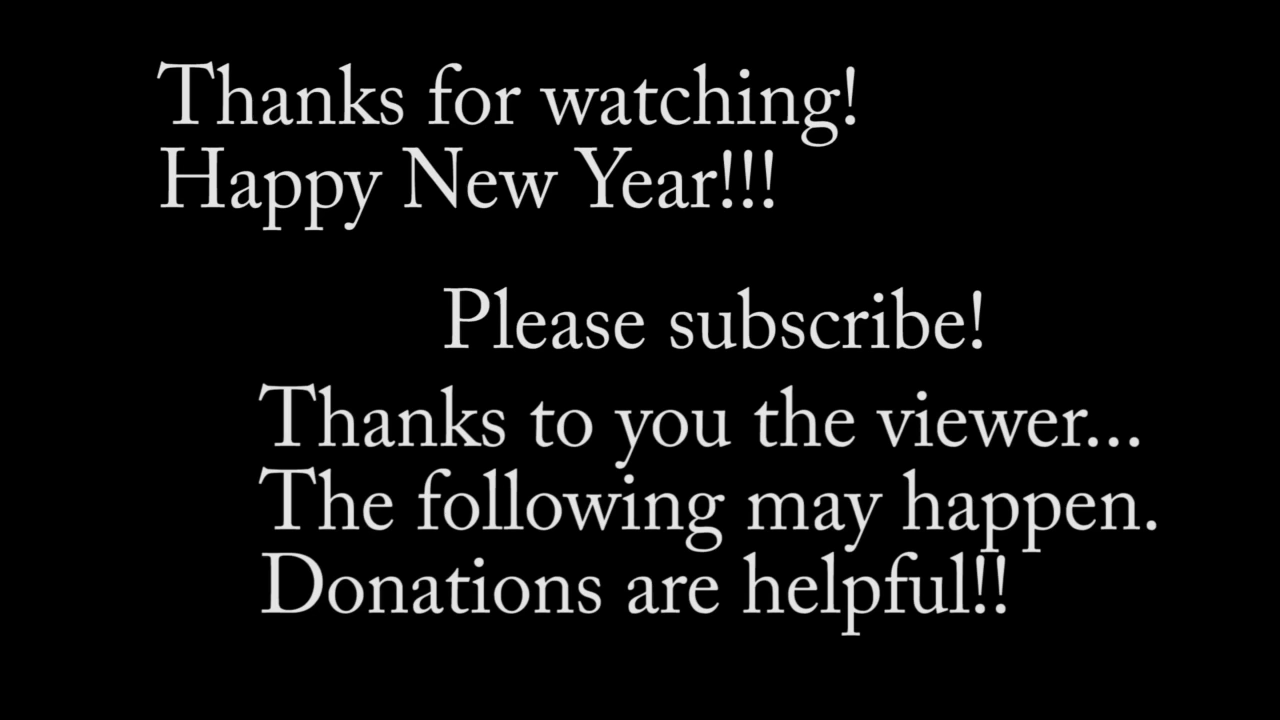 Thanks for watching!
Happy New Year!!!
Please subscribe!
Thanks to you the viewer...
The following may happen.
Donations are helpful!!